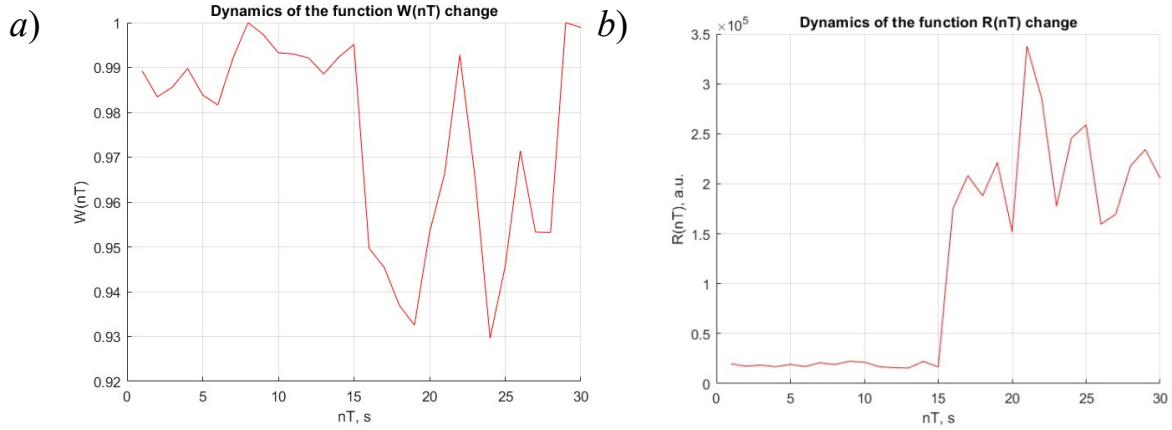 a)
Dynamics of the function W(nT) change
W(nT)
1
0.99
0.98
0.97
0.96
0.95
0.94
0.93
0.92
0 5 10 15 20 25 30
nT, s
b)
Dynamics of the function R(nT) change
×10⁵
R(nT), a.u.
3.5
3
2.5
2
1.5
1
0.5
0
0 5 10 15 20 25 30
nT, s